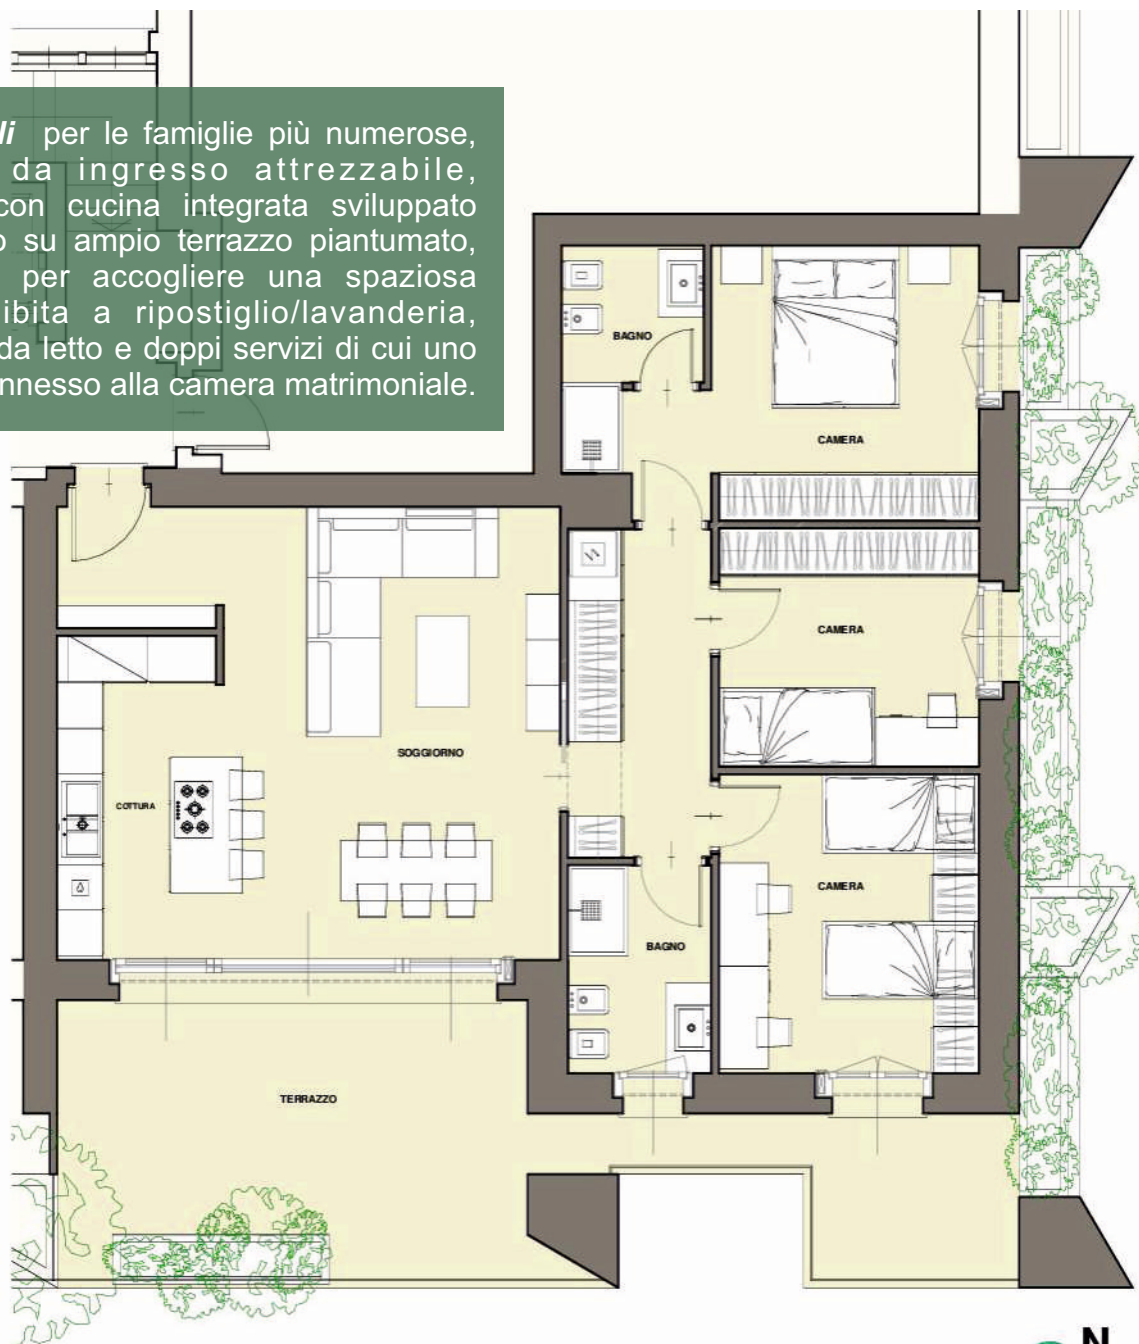 li per le famiglie più numerose,
da ingresso attrezzabile,
con cucina integrata sviluppato
su ampio terrazzo piantumato,
per accogliere una spaziosa
ibita a ripostiglio/lavanderia,
da letto e doppi servizi di cui uno
nnesso alla camera matrimoniale.
BAGNO
CAMERA
CAMERA
SOGGIORNO
COTTURA
CAMERA
BAGNO
TERRAZZO
N